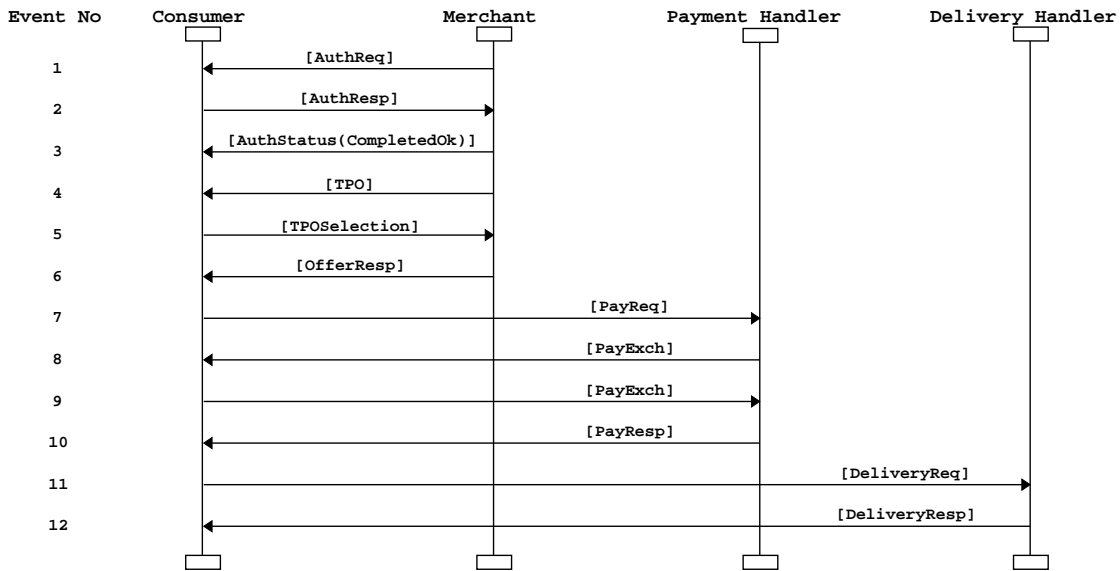 Event No Consumer Merchant Payment Handler Delivery Handler
1 [AuthReq]
2 [AuthResp]
3 [AuthStatus(CompletedOk)]
4 [TPO]
5 [TPOSelection]
6 [OfferResp]
7 [PayReq]
8 [PayExch]
9 [PayExch]
10 [PayResp]
11 [DeliveryReq]
12 [DeliveryResp]